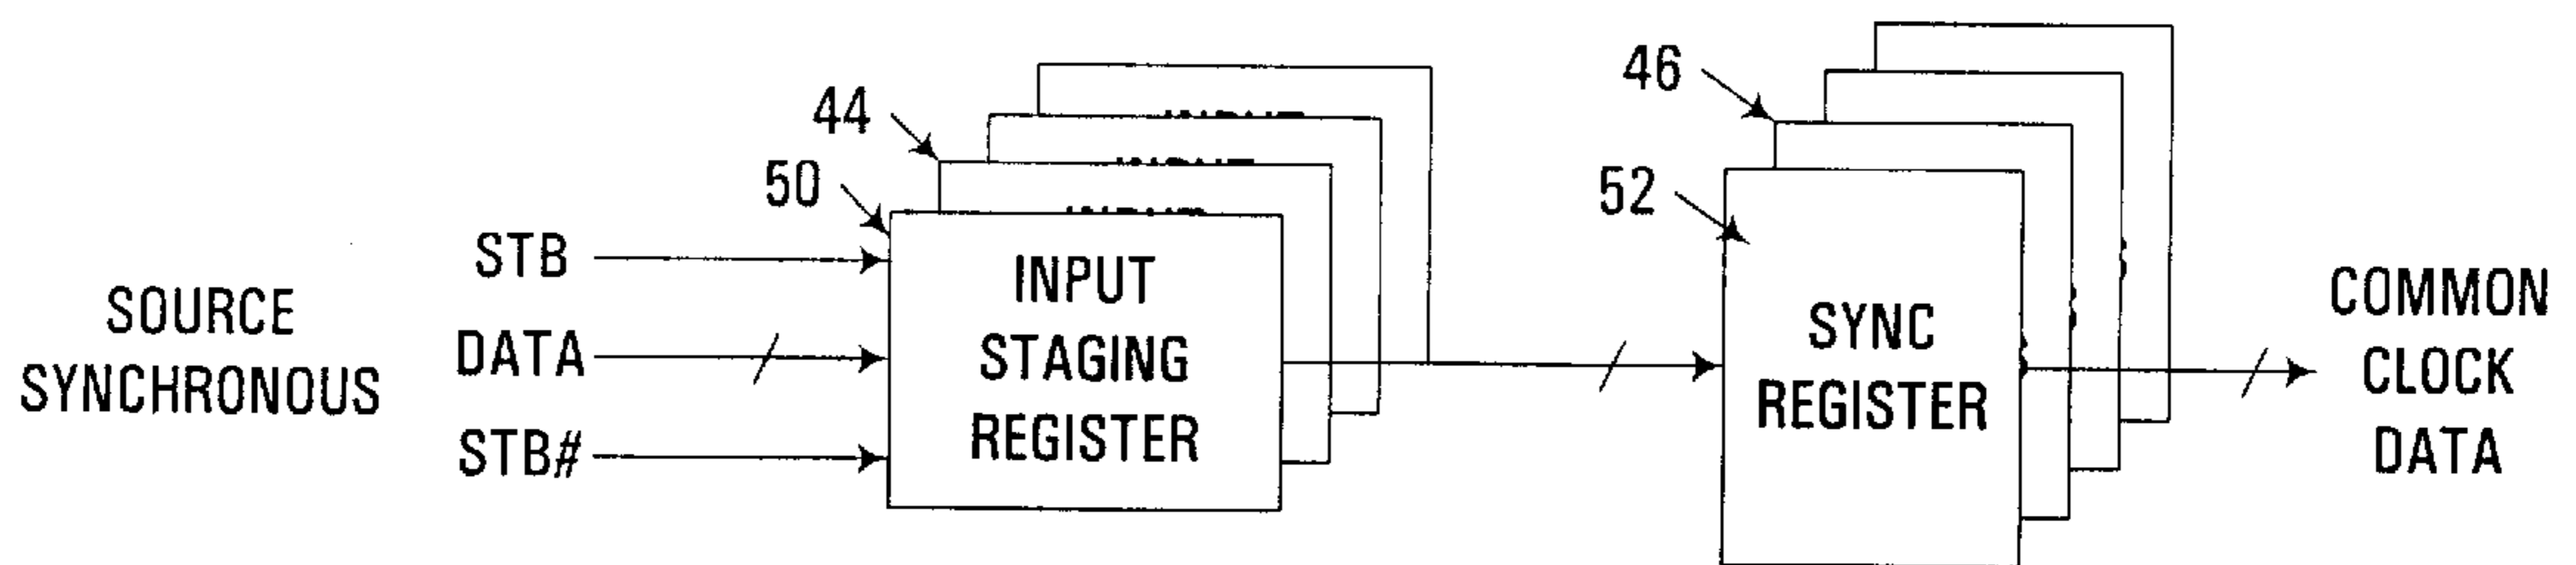 SOURCE
SYNCHRONOUS
STB
DATA
STB#
44
50
INPUT
STAGING
REGISTER
46
52
SYNC
REGISTER
COMMON
CLOCK
DATA